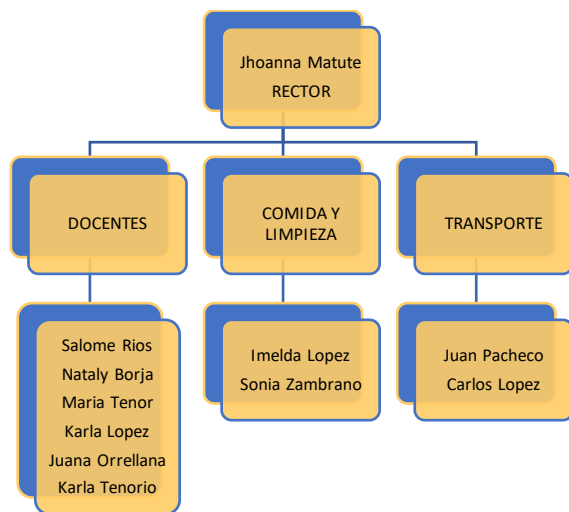 Jhoanna Matute
RECTOR
DOCENTES
COMIDA Y
LIMPIEZA
TRANSPORTE
Salome Rios
Nataly Borja
Maria Tenor
Karla Lopez
Juana Orrellana
Karla Tenorio
Imelda Lopez
Sonia Zambrano
Juan Pacheco
Carlos Lopez